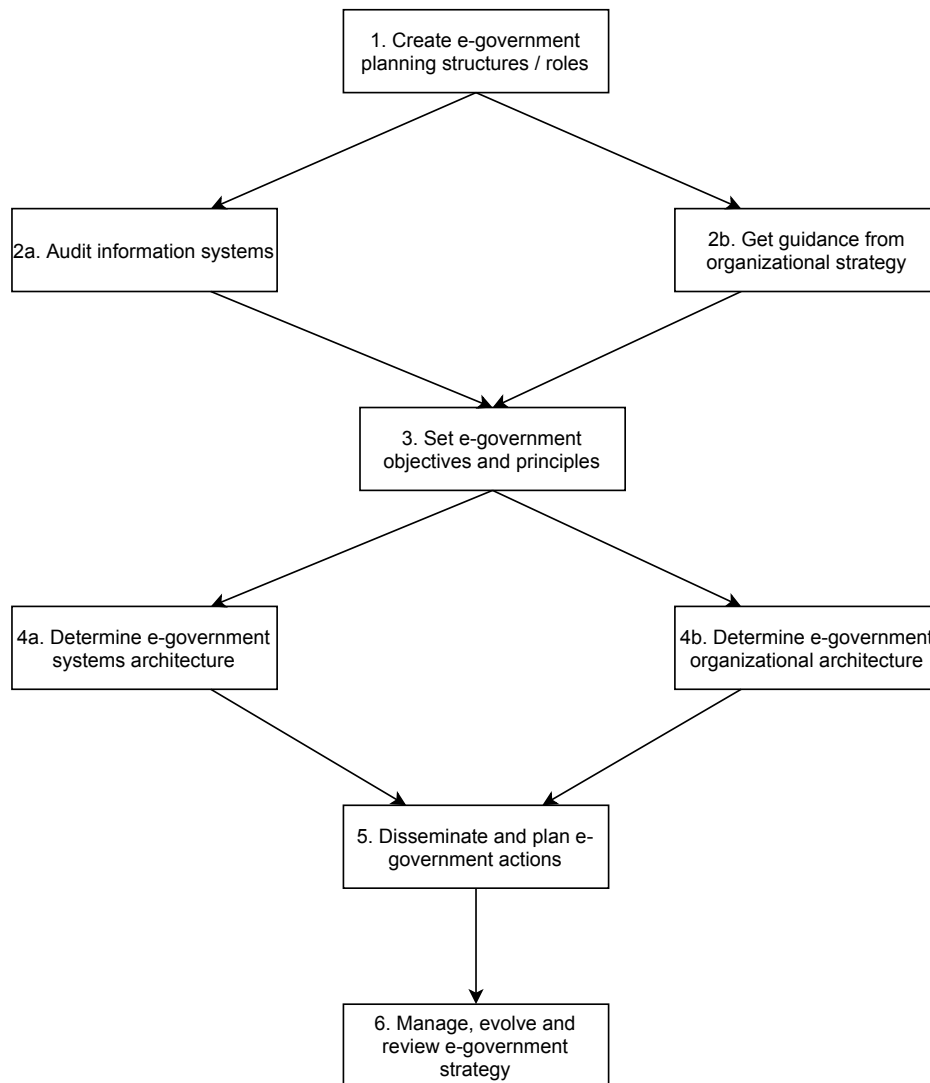 1. Create e-government
planning structures / roles
2a. Audit information systems
2b. Get guidance from
organizational strategy
3. Set e-government
objectives and principles
4a. Determine e-government
systems architecture
4b. Determine e-government
organizational architecture
5. Disseminate and plan e-
government actions
6. Manage, evolve and
review e-government
strategy